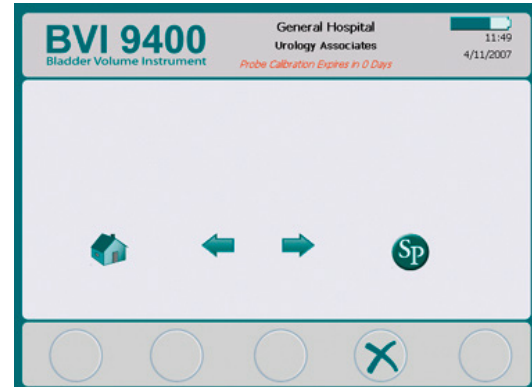 BVI 9400
Bladder Volume Instrument
General Hospital
Urology Associates
Probe Calibration Expires in 0 Days
11:49
4/11/2007
SP